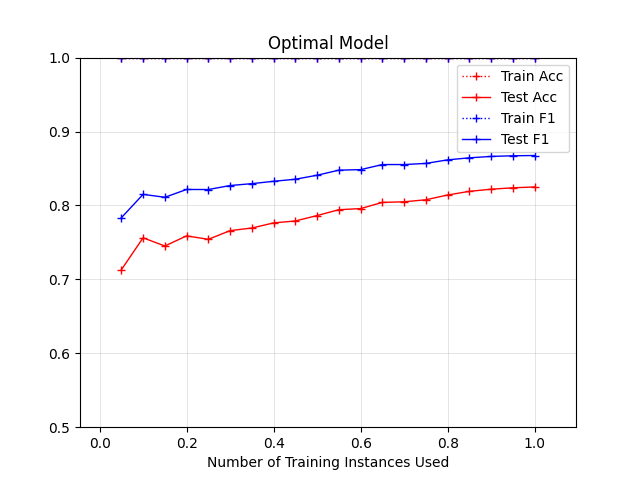 Optimal Model
1.0
0.9
0.8
0.7
0.6
0.5
Train Acc
Test Acc
Train F1
Test F1
0.0 0.2 0.4 0.6 0.8 1.0
Number of Training Instances Used